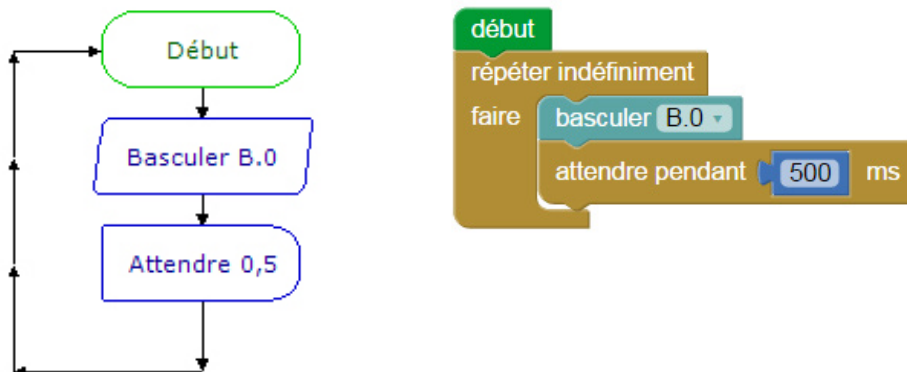 Début
Basculer B.0
Attendre 0,5
début
répéter indéfiniment
faire
basculer B.0
attendre pendant 500 ms